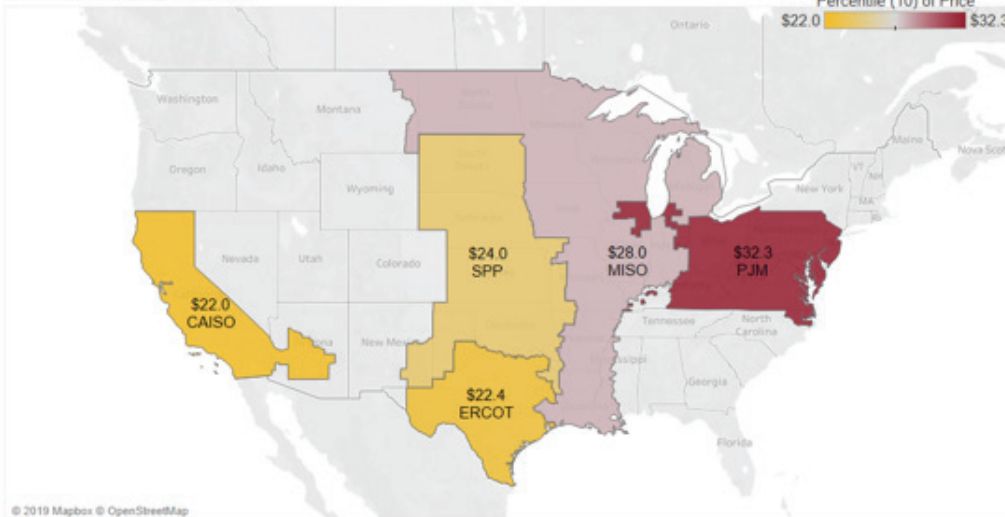 Percentile (10) of Price
$22.0 $32.3
Ontario
Washington
Montana
Maine
Nova Scot
Oregon
Idaho
VT
NH
Wyoming
New York
MA
RI
Nevada
Utah
Colorado
$24.0
SPP
$28.0
MISO
$32.3
PJM
$22.0
CAISO
New Mex
Tennessee
North
Carolina
Georgia
$22.4
ERCOT
Florida
© 2019 Mapbox © OpenStreetMap